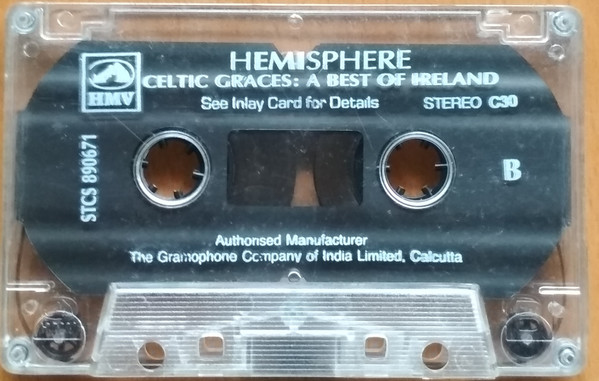 HEMISPHERE
HMV
CELTIC GRACES: A BEST OF IRELAND
See Inlay Card for Details
STEREO C30
STCS 890671
B
Authorised Manufacturer
The Gramophone Company of India Limited, Calcutta